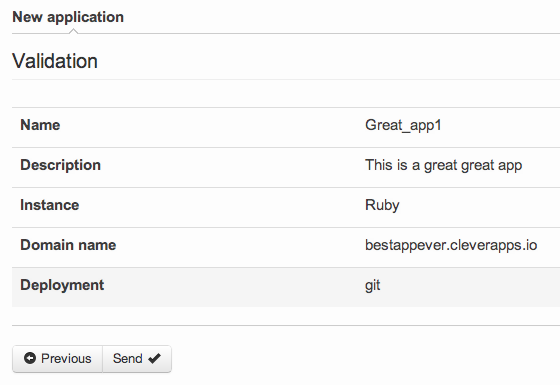 New application
Validation
Name Great_app1
Description This is a great great app
Instance Ruby
Domain name bestappever.cleverapps.io
Deployment git
Previous Send